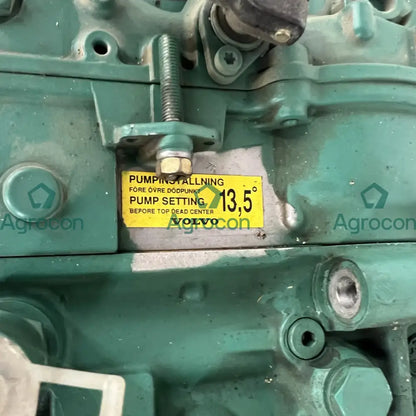 PUMPINSTÄLLNING
FÖRE ÖVRE DÖDPUNKT
PUMP SETTING 13,5°
BEFORE TOP DEAD CENTER
VOLVO
Agrocon
Agrocon
Agrocon